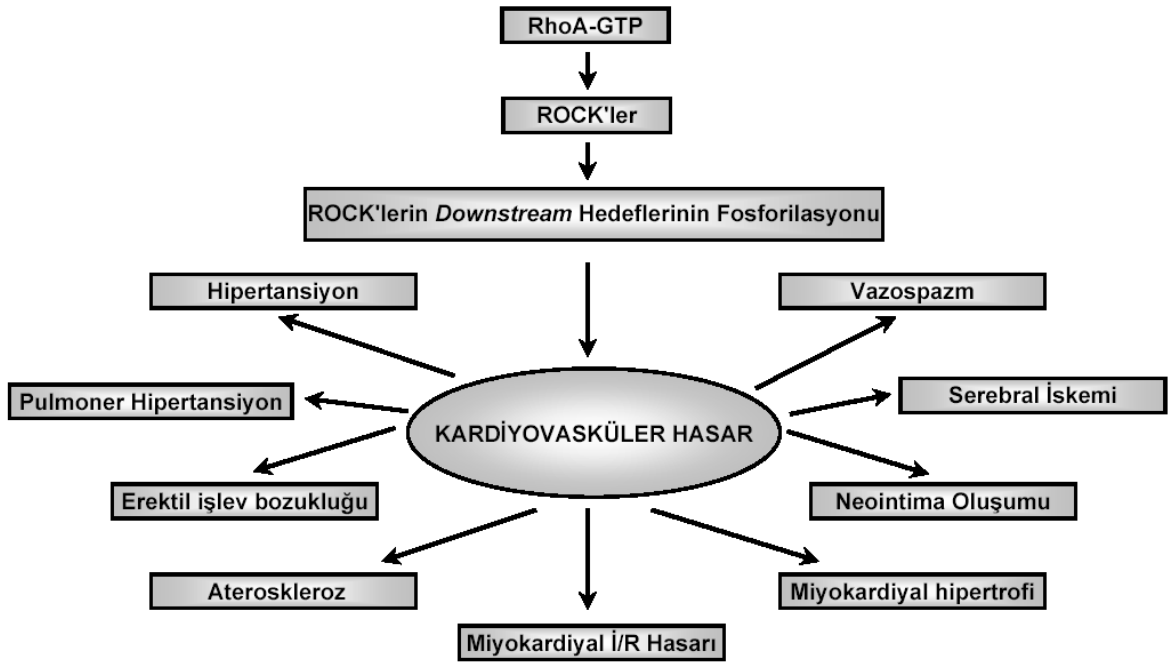 RhoA-GTP
ROCK'ler
ROCK'lerin Downstream Hedeflerinin Fosforilasyonu
Hipertansiyon
Vazospazm
Pulmoner Hipertansiyon
Serebral İskemi
KARDİYOVASKÜLER HASAR
Erektil işlev bozukluğu
Neointima Oluşumu
Ateroskleroz
Miyokardiyal hipertrofi
Miyokardiyal İ/R Hasarı